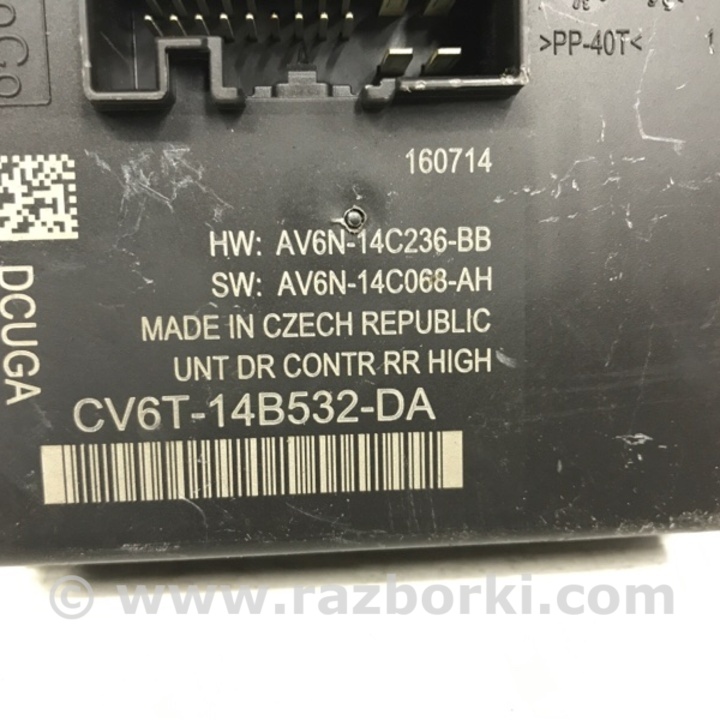 >PP-40T<
1
160714
HW: AV6N-14C236-BB
SW: AV6N-14C068-AH
MADE IN CZECH REPUBLIC
UNT DR CONTR RR HIGH
DCUGA
CV6T-14B532-DA
© www.razborki.com